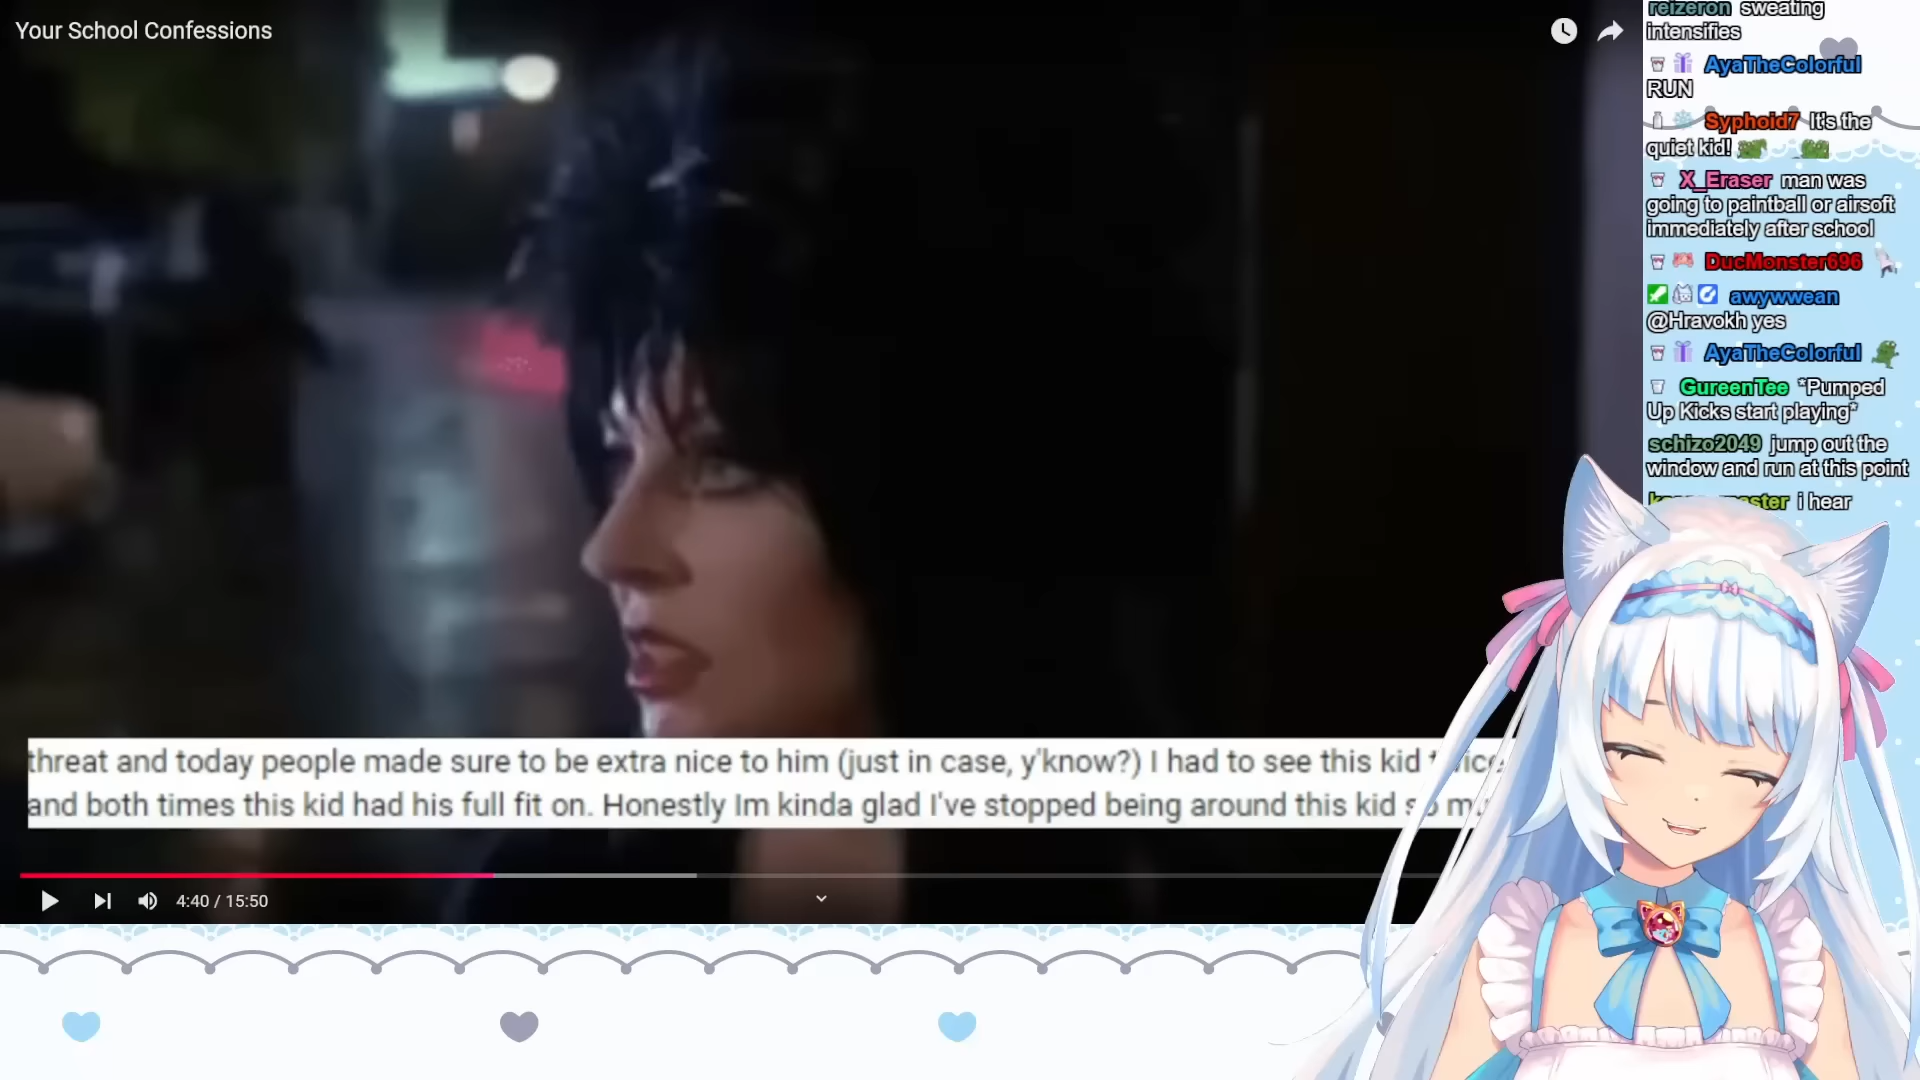 Your School Confessions
threat and today people made sure to be extra nice to him (just in case, y'know?) I had to see this kid
and both times this kid had his full fit on. Honestly Im kinda glad I've stopped being around this kid
4:40 / 15:50
reizeron sweating
intensifies
AyaTheColorful
RUN
Syphoid7 It's the
quiet kid!
X_Eraser man was
going to paintball or airsoft
immediately after school
DucMonster696
awywwean
@Hravokh yes
AyaTheColorful
GureenTee *Pumped
Up Kicks start playing*
schizo2049 jump out the
window and run at this point
i hear